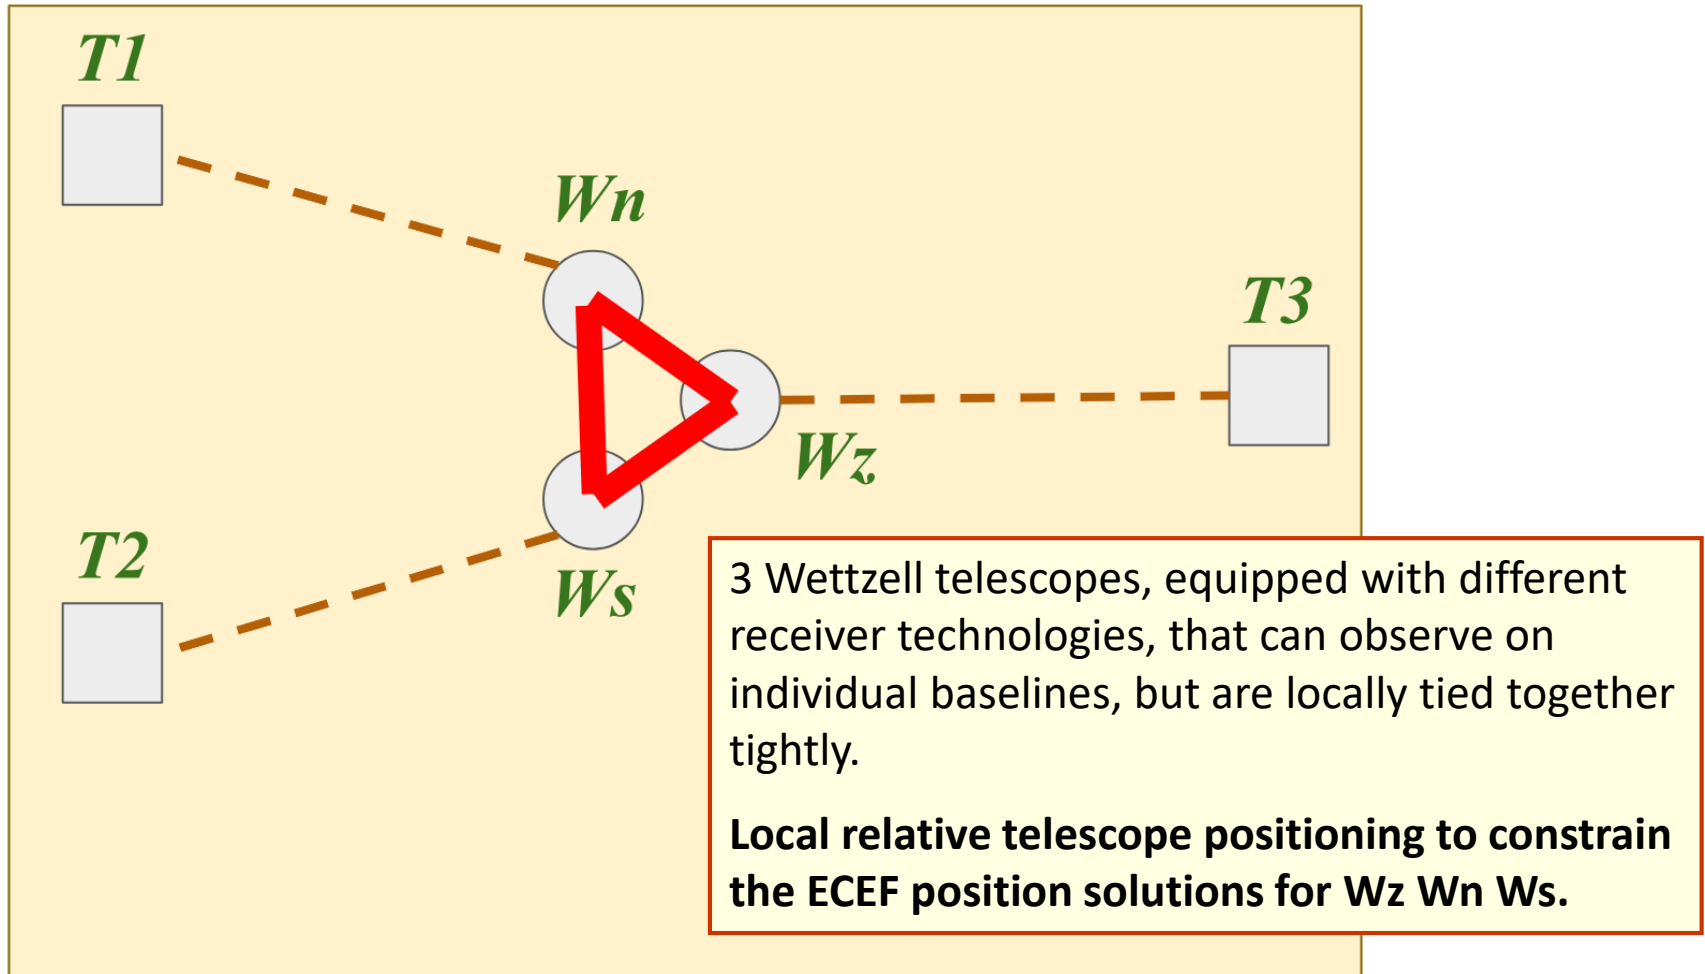 T1
Wn
T3
Wz
T2
Ws
3 Wettzell telescopes, equipped with different
receiver technologies, that can observe on
individual baselines, but are locally tied together
tightly.
Local relative telescope positioning to constrain
the ECEF position solutions for Wz Wn Ws.